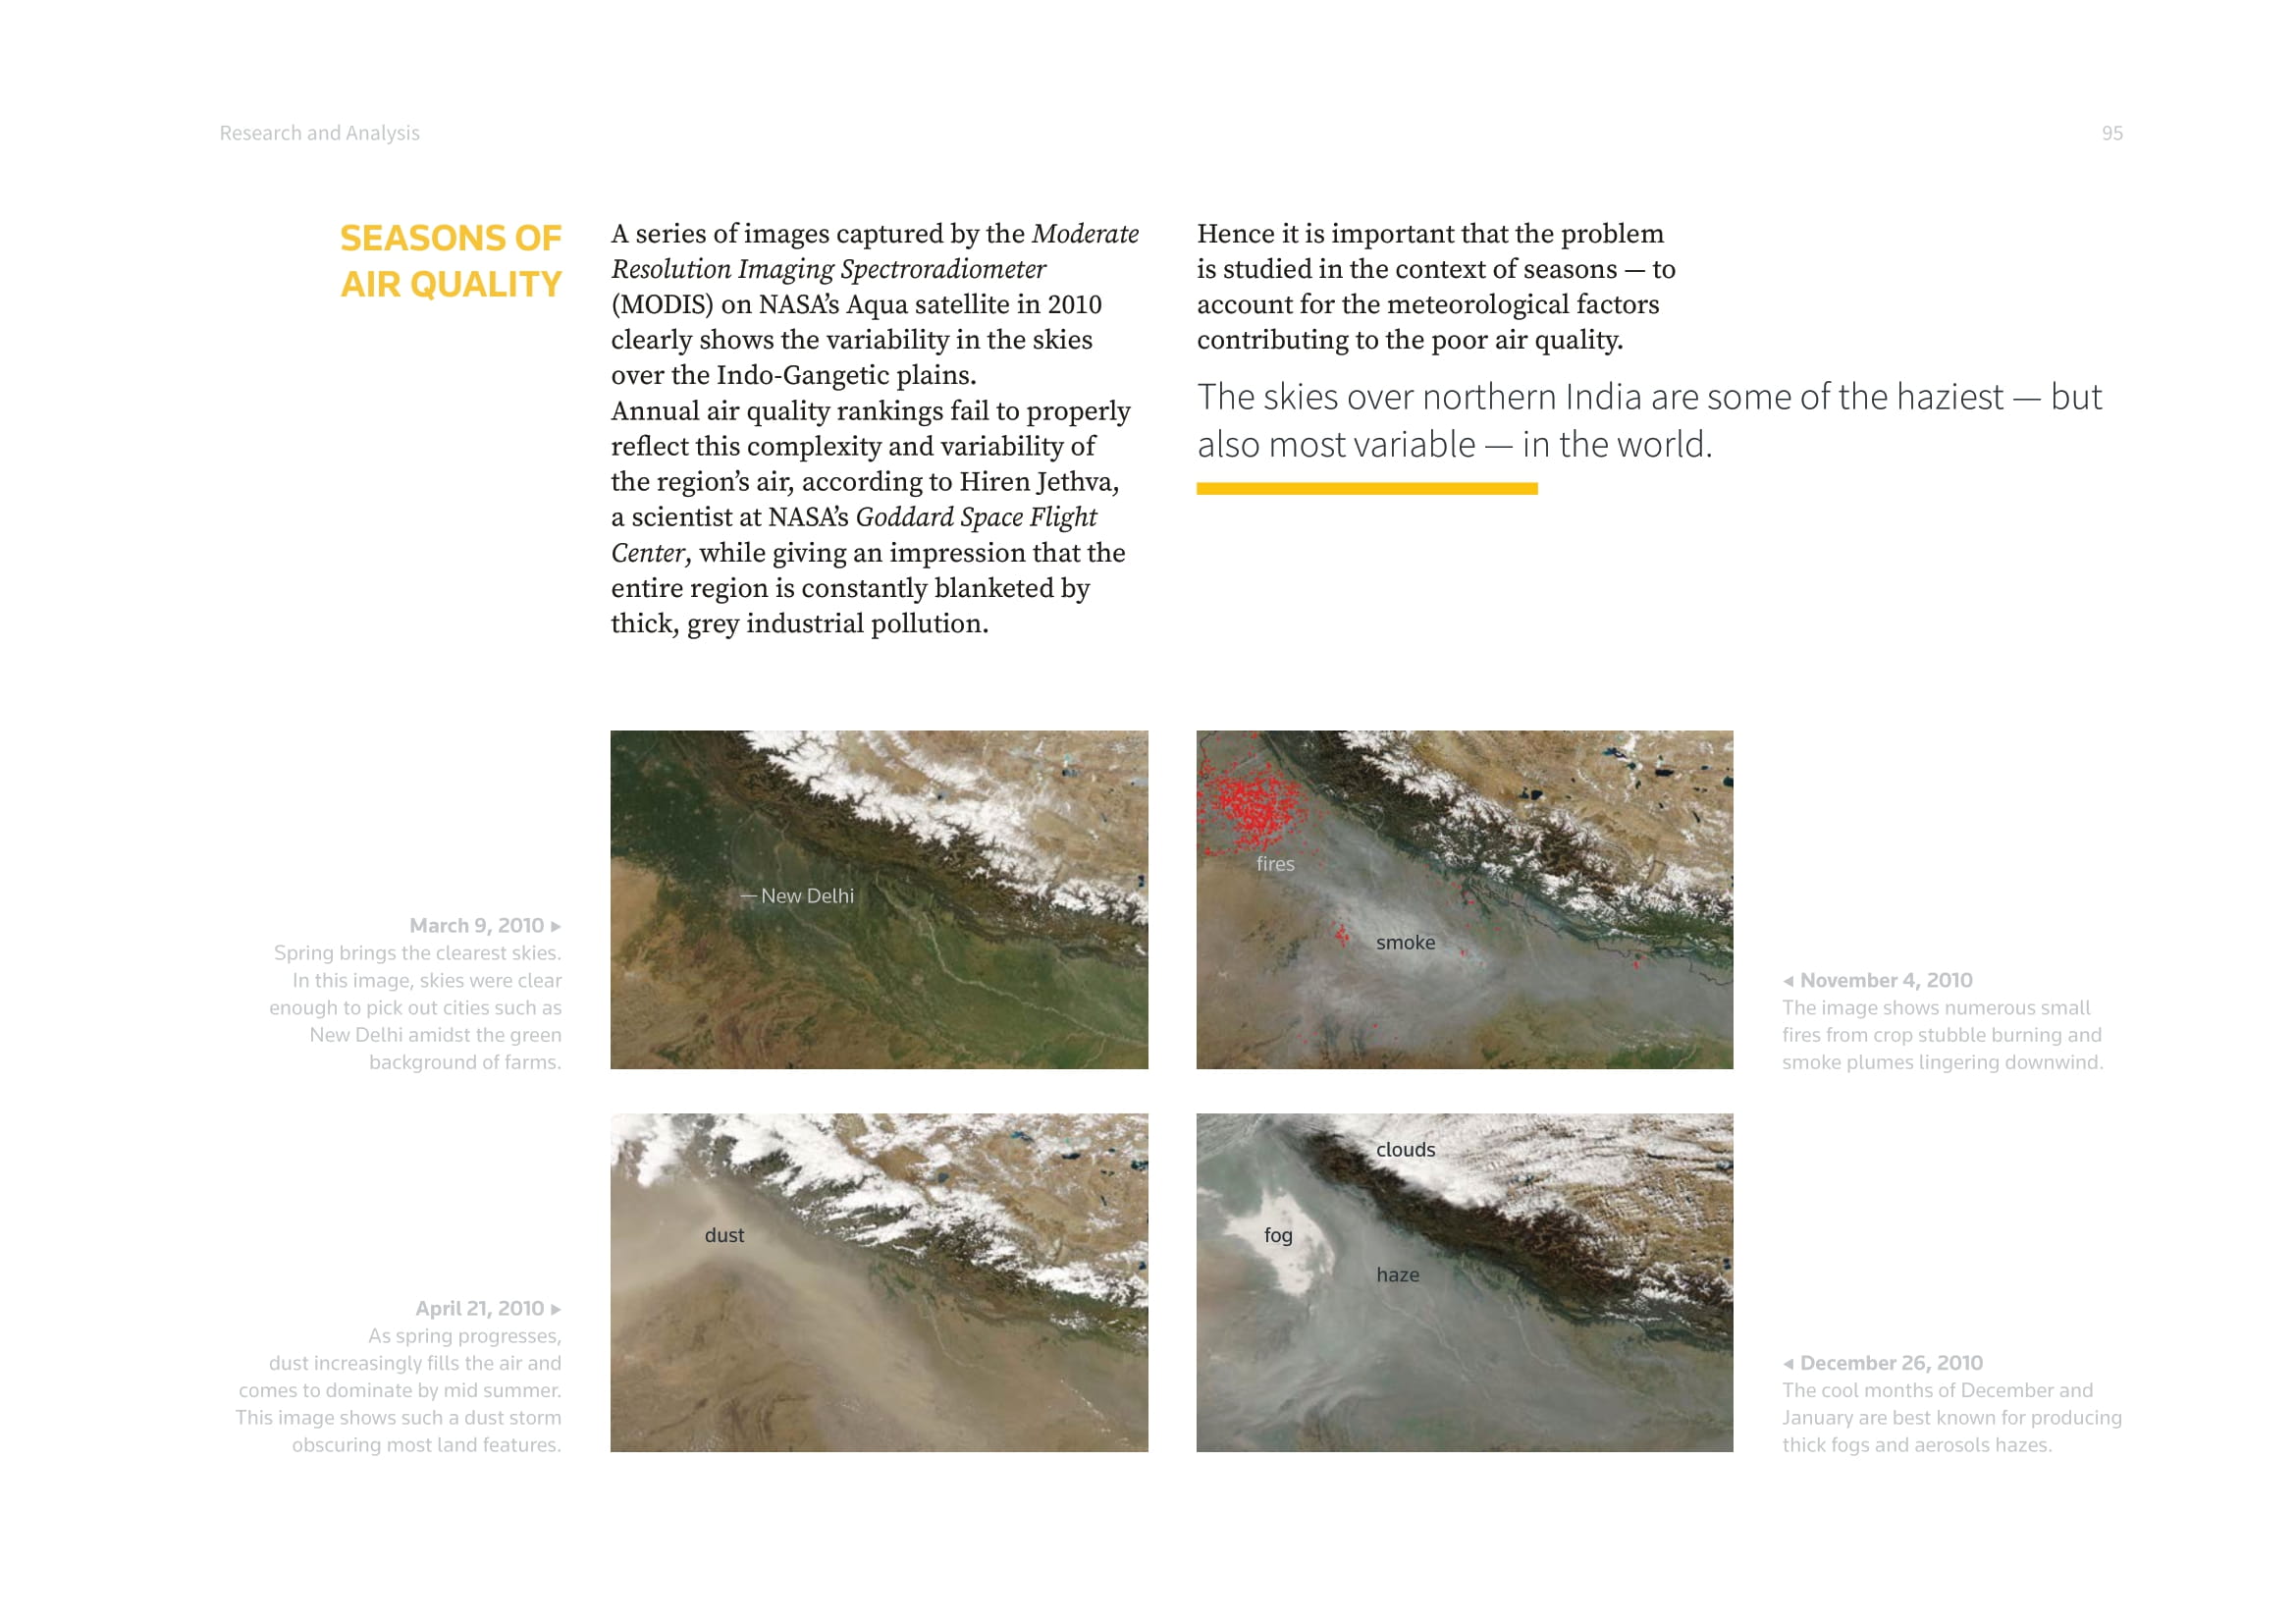 Research and Analysis
95
SEASONS OF
AIR QUALITY
A series of images captured by the Moderate
Resolution Imaging Spectroradiometer
(MODIS) on NASA’s Aqua satellite in 2010
clearly shows the variability in the skies
over the Indo-Gangetic plains.
Annual air quality rankings fail to properly
reflect this complexity and variability of
the region’s air, according to Hiren Jethva,
a scientist at NASA’s Goddard Space Flight
Center, while giving an impression that the
entire region is constantly blanketed by
thick, grey industrial pollution.
Hence it is important that the problem
is studied in the context of seasons — to
account for the meteorological factors
contributing to the poor air quality.
The skies over northern India are some of the haziest — but
also most variable — in the world.
March 9, 2010 ▸
Spring brings the clearest skies.
In this image, skies were clear
enough to pick out cities such as
New Delhi amidst the green
background of farms.
— New Delhi
fires
smoke
◂ November 4, 2010
The image shows numerous small
fires from crop stubble burning and
smoke plumes lingering downwind.
April 21, 2010 ▸
As spring progresses,
dust increasingly fills the air and
comes to dominate by mid summer.
This image shows such a dust storm
obscuring most land features.
dust
clouds
fog
haze
◂ December 26, 2010
The cool months of December and
January are best known for producing
thick fogs and aerosols hazes.